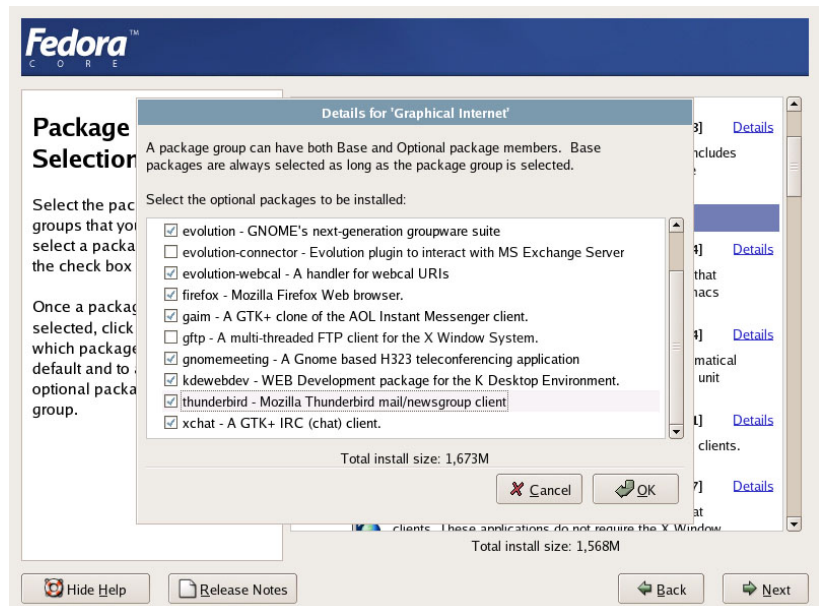 Fedora™
CORE
Package
Selection
Select the pac
groups that you
select a packa
the check box
Once a packag
selected, click
which package
default and to
optional packa
group.
Details for 'Graphical Internet'
A package group can have both Base and Optional package members. Base
packages are always selected as long as the package group is selected.
Select the optional packages to be installed:
evolution - GNOME's next-generation groupware suite
evolution-connector - Evolution plugin to interact with MS Exchange Server
evolution-webcal - A handler for webcal URIs
firefox - Mozilla Firefox Web browser.
gaim - A GTK+ clone of the AOL Instant Messenger client.
gftp - A multi-threaded FTP client for the X Window System.
gnomemeeting - A Gnome based H323 teleconferencing application
kdewebdev - WEB Development package for the K Desktop Environment.
thunderbird - Mozilla Thunderbird mail/newsgroup client
xchat - A GTK+ IRC (chat) client.
Total install size: 1,673M
Cancel
OK
3] Details
ncludes
4] Details
that
nacs
4] Details
matical
unit
1] Details
clients.
7] Details
at
clients. These applications do not require the X Window
Total install size: 1,568M
Hide Help
Release Notes
Back
Next